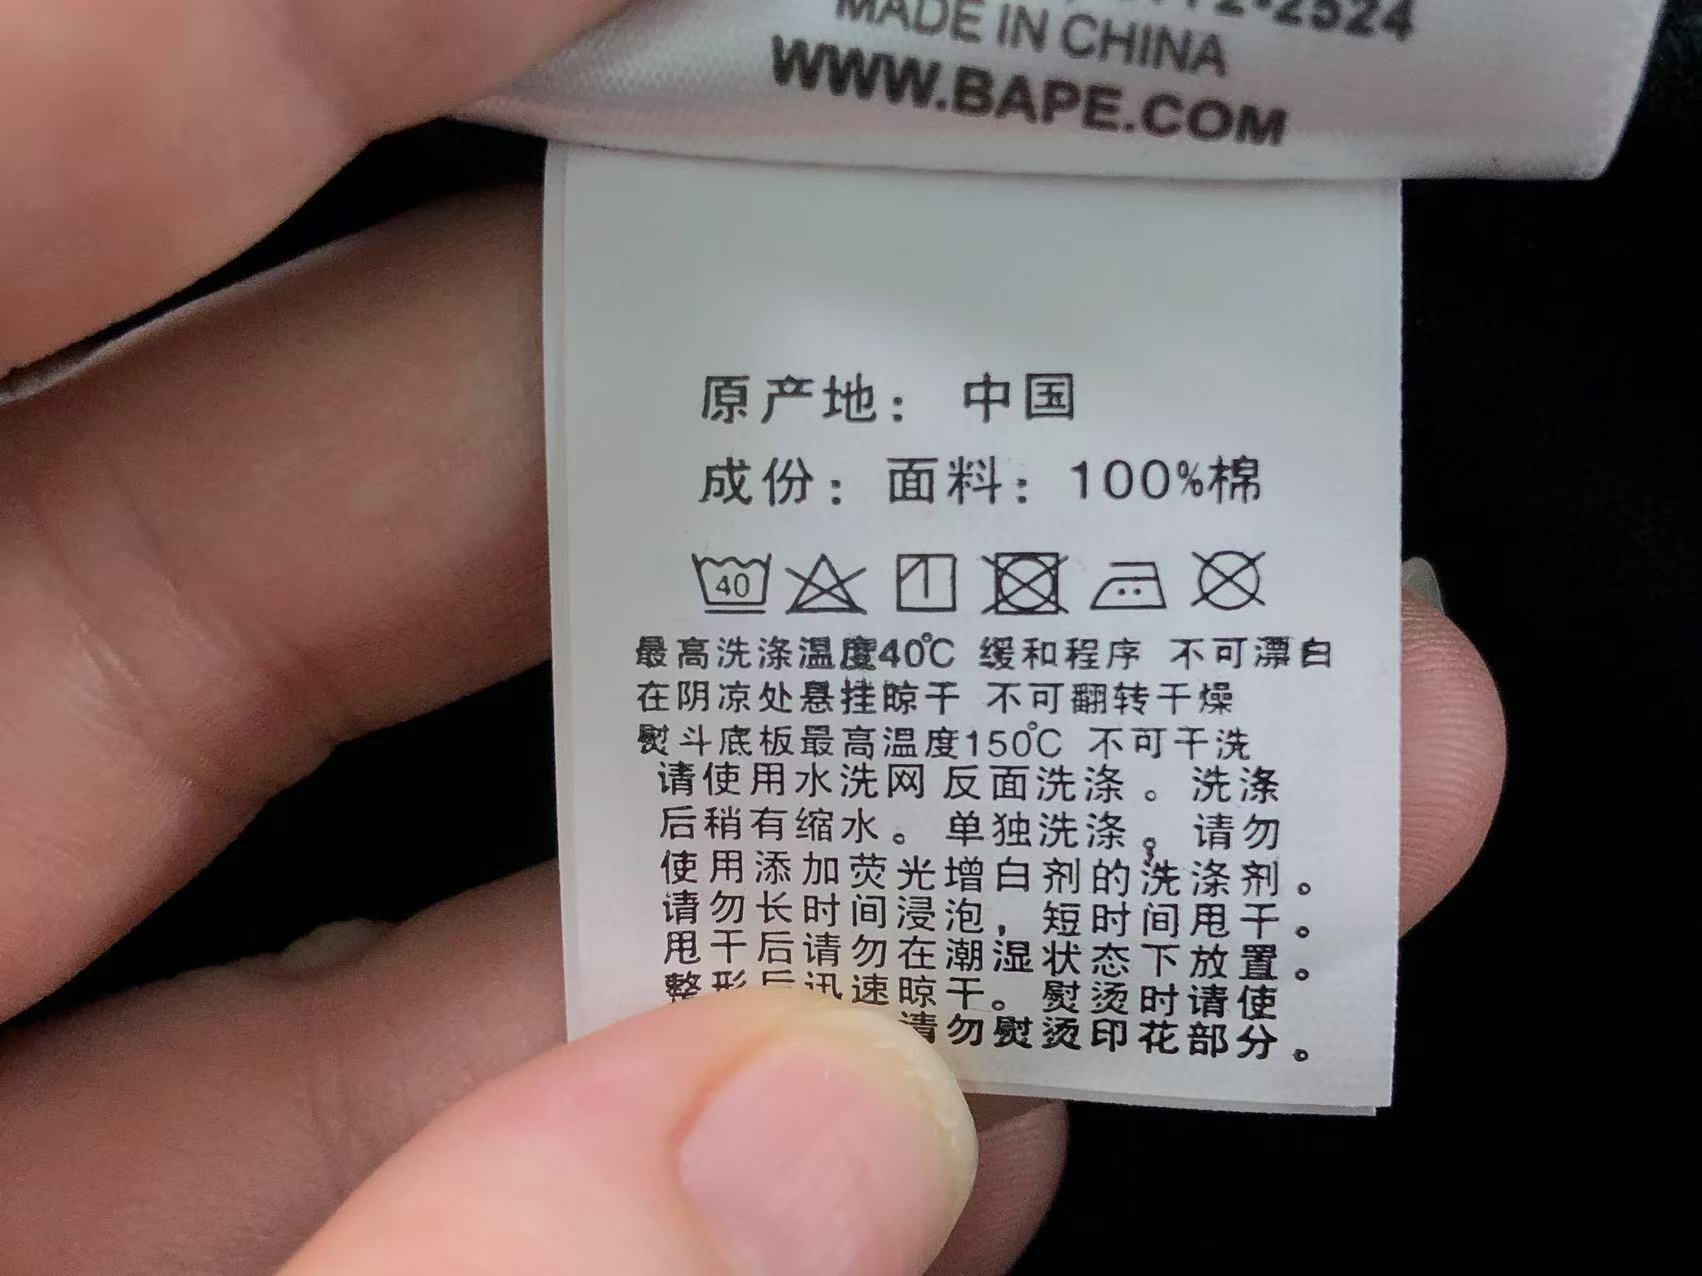 2-2524
MADE IN CHINA
WWW.BAPE.COM
原产地： 中国
成份：面料：100%棉
40
最高洗涤温度40℃ 缓和程序 不可漂白
在阴凉处悬挂晾干 不可翻转干燥
熨斗底板最高温度150℃ 不可干洗
请使用水洗网反面洗涤。洗涤
后稍有缩水。单独洗涤。请勿
使用添加荧光增白剂的洗涤剂。
请勿长时间浸泡，短时间甩干。
甩干后请勿在潮湿状态下放置。
整形后迅速晾干。熨烫时请使
请勿熨烫印花部分。